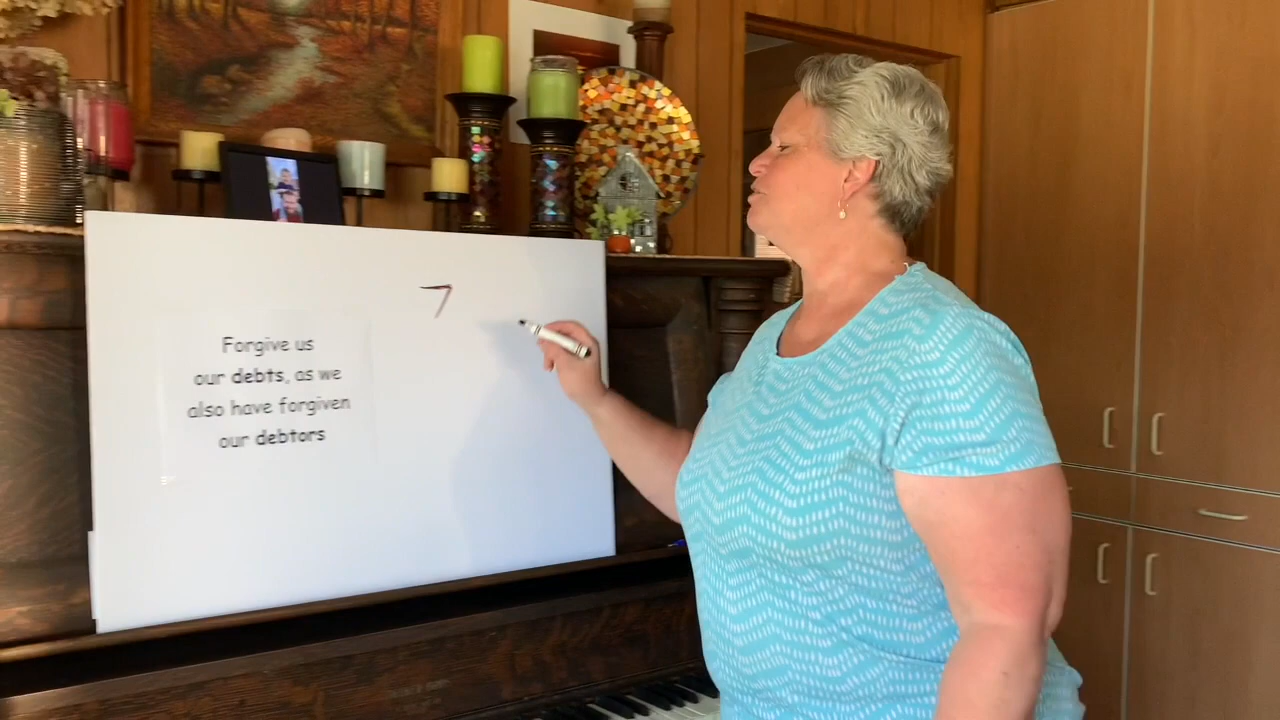 7
Forgive us
our debts, as we
also have forgiven
our debtors